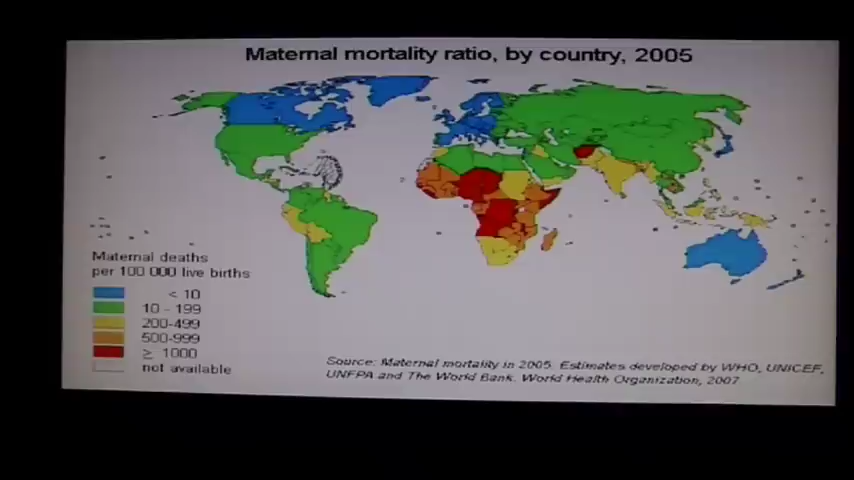 Maternal mortality ratio, by country, 2005
Maternal deaths
per 100 000 live births
< 10
10 - 199
200-499
500-999
≥ 1000
not available
Source: Maternal mortality in 2005. Estimates developed by WHO, UNICEF,
UNFPA and The World Bank. World Health Organization, 2007